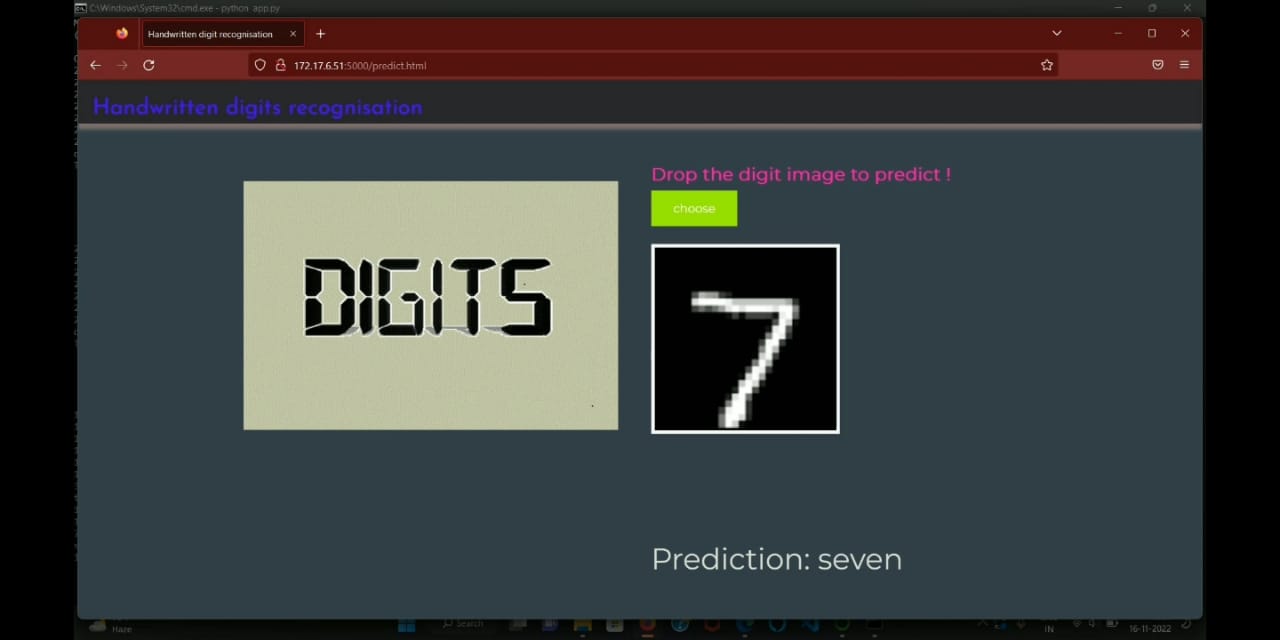 C:\Windows\System32\cmd.exe - python app.py
Handwritten digit recognisation
172.17.6.51:5000/predict.html
Handwritten digits recognisation
Drop the digit image to predict !
choose
DIGITS
7
Prediction: seven
Haze
Search
IN
16-11-2022